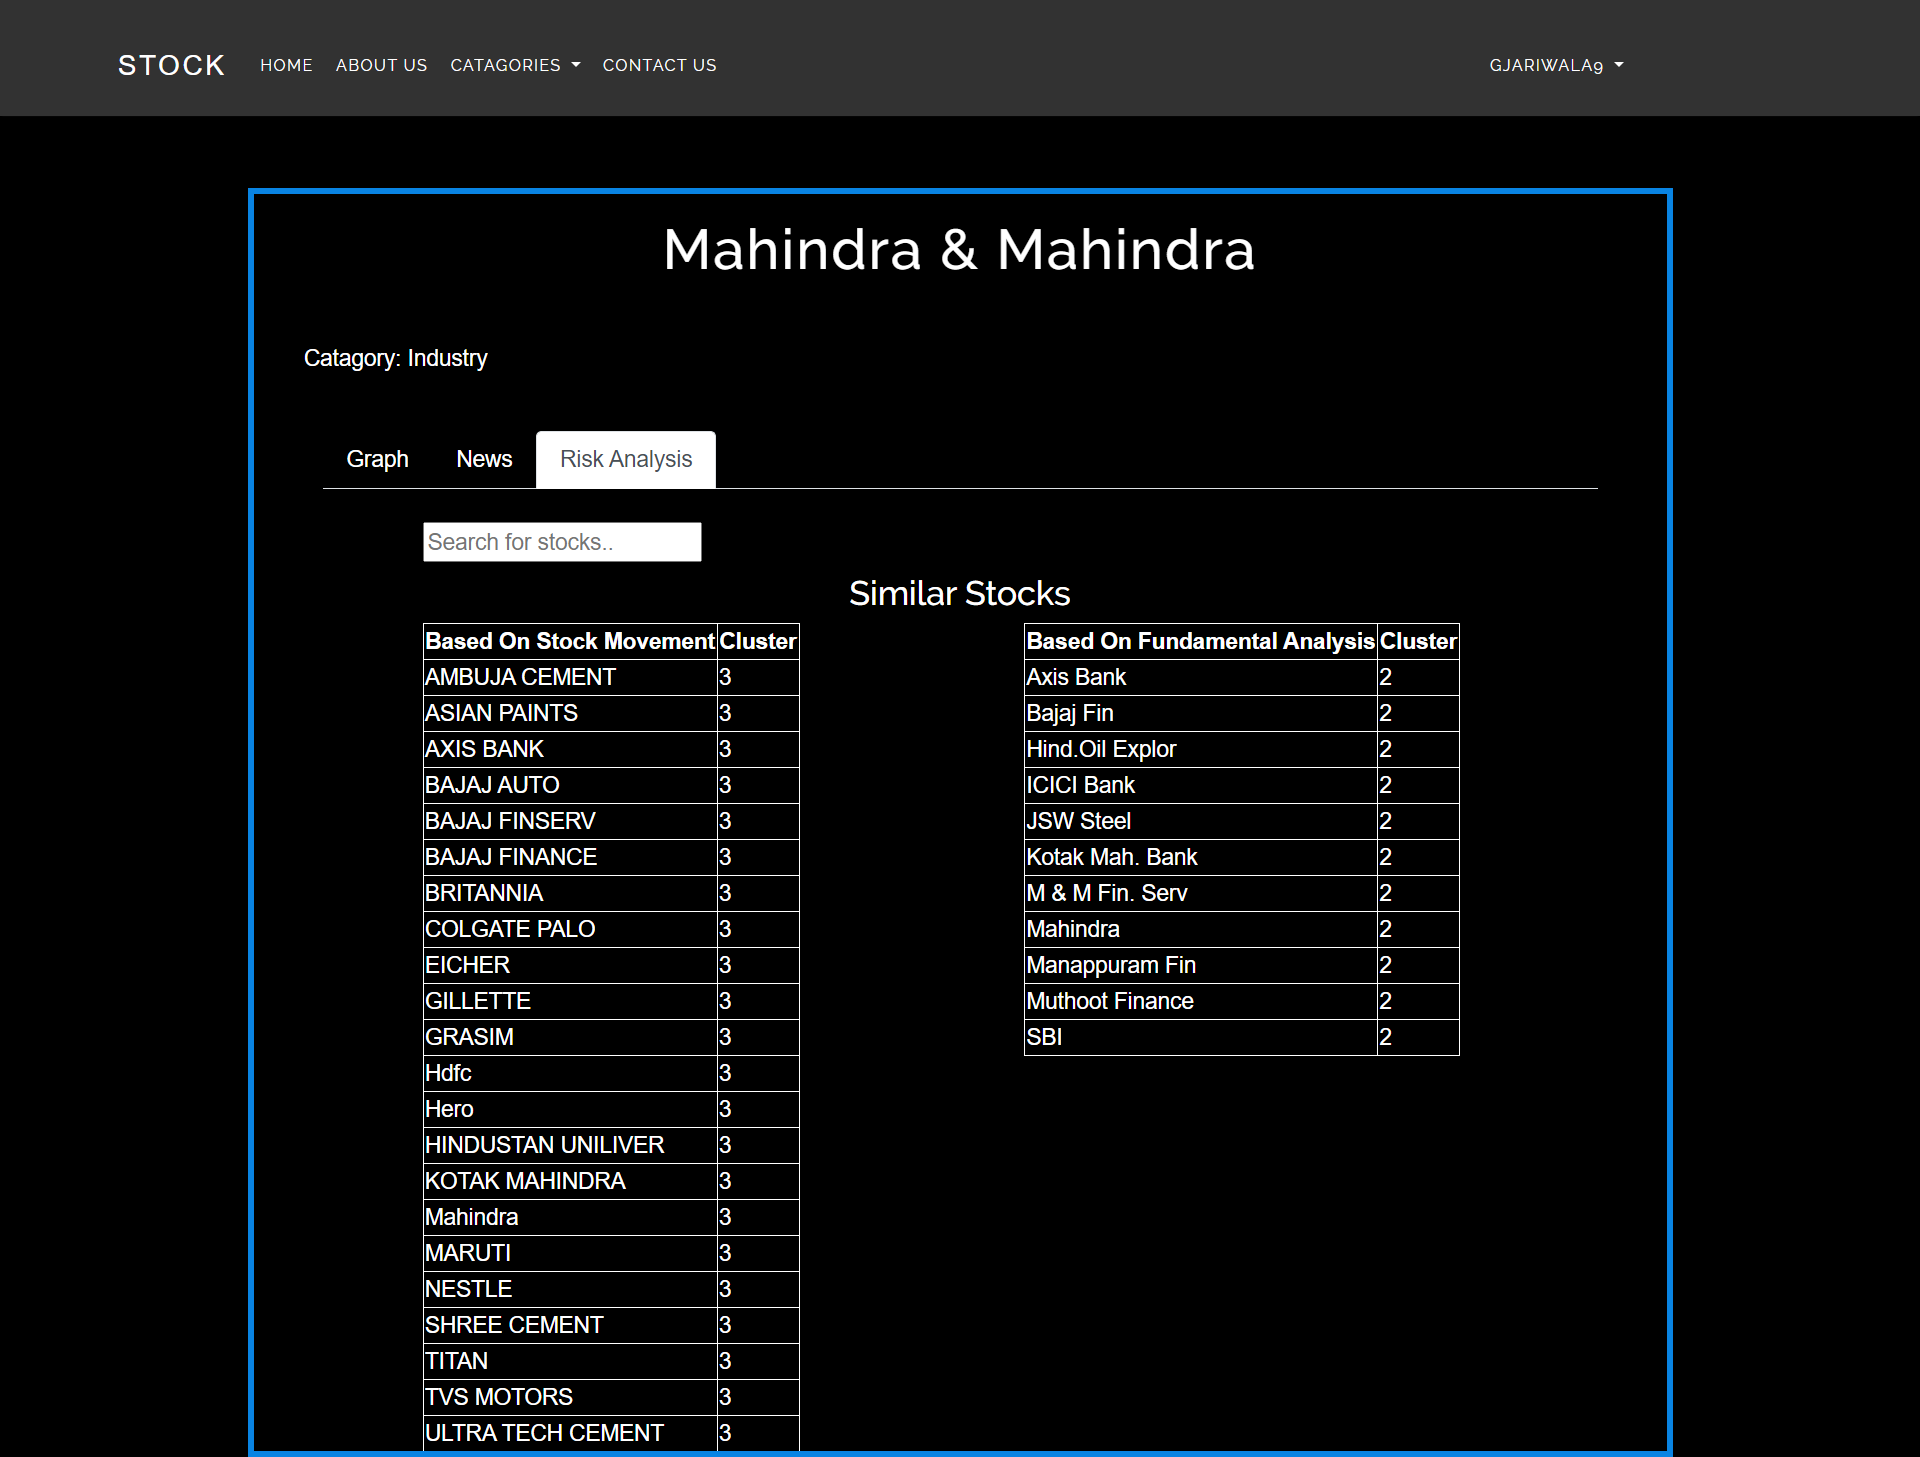 STOCK HOME ABOUT US CATAGORIES CONTACT US GJARIWALA9
Mahindra & Mahindra
Catagory: Industry
Graph News Risk Analysis
Search for stocks..
Similar Stocks
Based On Stock Movement Cluster
AMBUJA CEMENT 3
ASIAN PAINTS 3
AXIS BANK 3
BAJAJ AUTO 3
BAJAJ FINSERV 3
BAJAJ FINANCE 3
BRITANNIA 3
COLGATE PALO 3
EICHER 3
GILLETTE 3
GRASIM 3
Hdfc 3
Hero 3
HINDUSTAN UNILIVER 3
KOTAK MAHINDRA 3
Mahindra 3
MARUTI 3
NESTLE 3
SHREE CEMENT 3
TITAN 3
TVS MOTORS 3
ULTRA TECH CEMENT 3
Based On Fundamental Analysis Cluster
Axis Bank 2
Bajaj Fin 2
Hind.Oil Explor 2
ICICI Bank 2
JSW Steel 2
Kotak Mah. Bank 2
M & M Fin. Serv 2
Mahindra 2
Manappuram Fin 2
Muthoot Finance 2
SBI 2